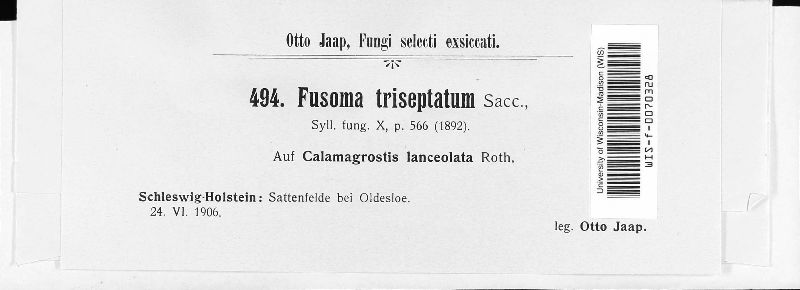 Otto Jaap, Fungi selecti exsiccati.
494. Fusoma triseptatum Sacc.,
Syll. fung. X, p. 566 (1892).
Auf Calamagrostis lanceolata Roth.
Schleswig-Holstein: Sattenfelde bei Oldesloe.
24. VI. 1906.
leg. Otto Jaap.
University of Wisconsin-Madison (WIS)
WIS-f-0070328